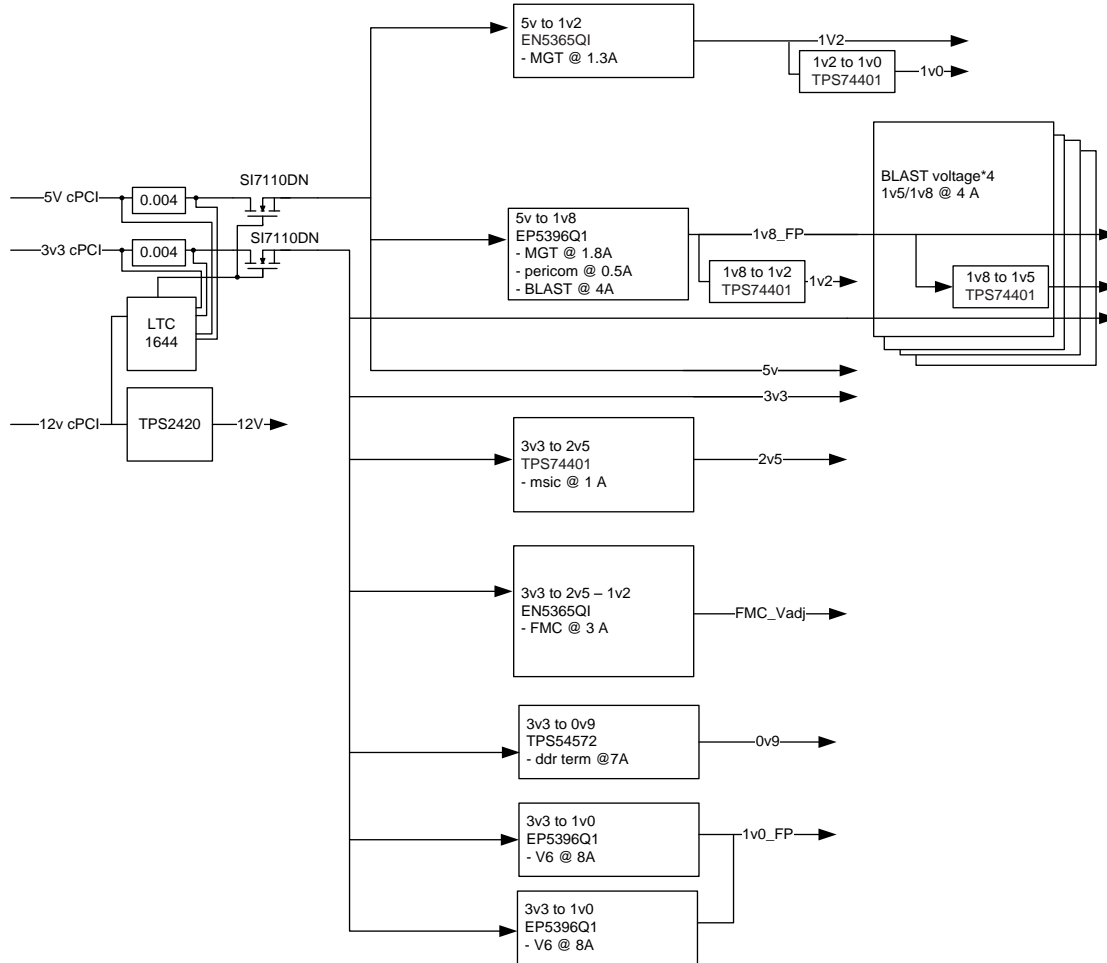 5v to 1v2
EN5365QI
- MGT @ 1.3A
1V2
1v2 to 1v0
TPS74401
1v0
SI7110DN
5V cPCI
0.004
SI7110DN
3v3 cPCI
0.004
BLAST voltage*4
1v5/1v8 @ 4 A
5v to 1v8
EP5396Q1
- MGT @ 1.8A
- pericom @ 0.5A
- BLAST @ 4A
1v8_FP
1v8 to 1v2
TPS74401
1v2
1v8 to 1v5
TPS74401
LTC
1644
5v
3v3
12v cPCI
TPS2420
12V
3v3 to 2v5
TPS74401
- msic @ 1 A
2v5
3v3 to 2v5 – 1v2
EN5365QI
- FMC @ 3 A
FMC_Vadj
3v3 to 0v9
TPS54572
- ddr term @7A
0v9
3v3 to 1v0
EP5396Q1
- V6 @ 8A
1v0_FP
3v3 to 1v0
EP5396Q1
- V6 @ 8A